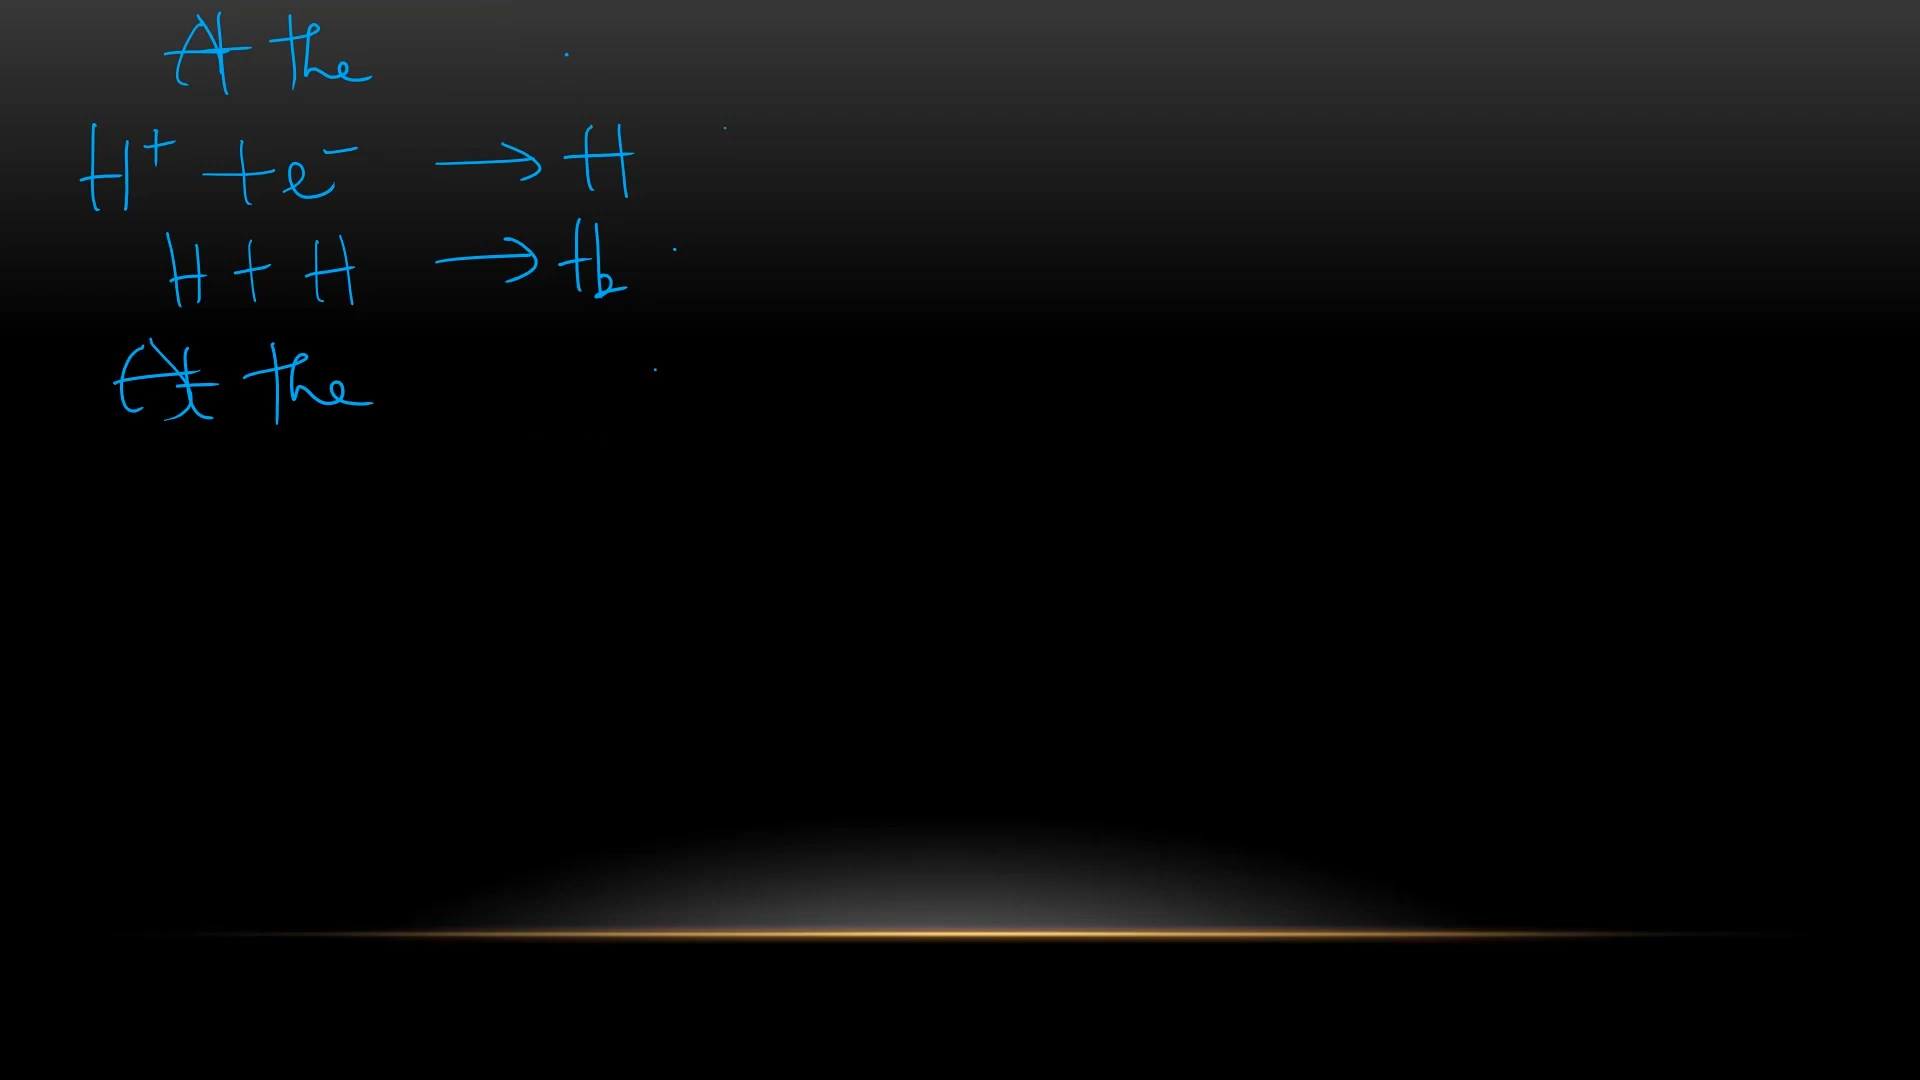 At the
H⁺ + e⁻ → H
H + H → H₂
At the